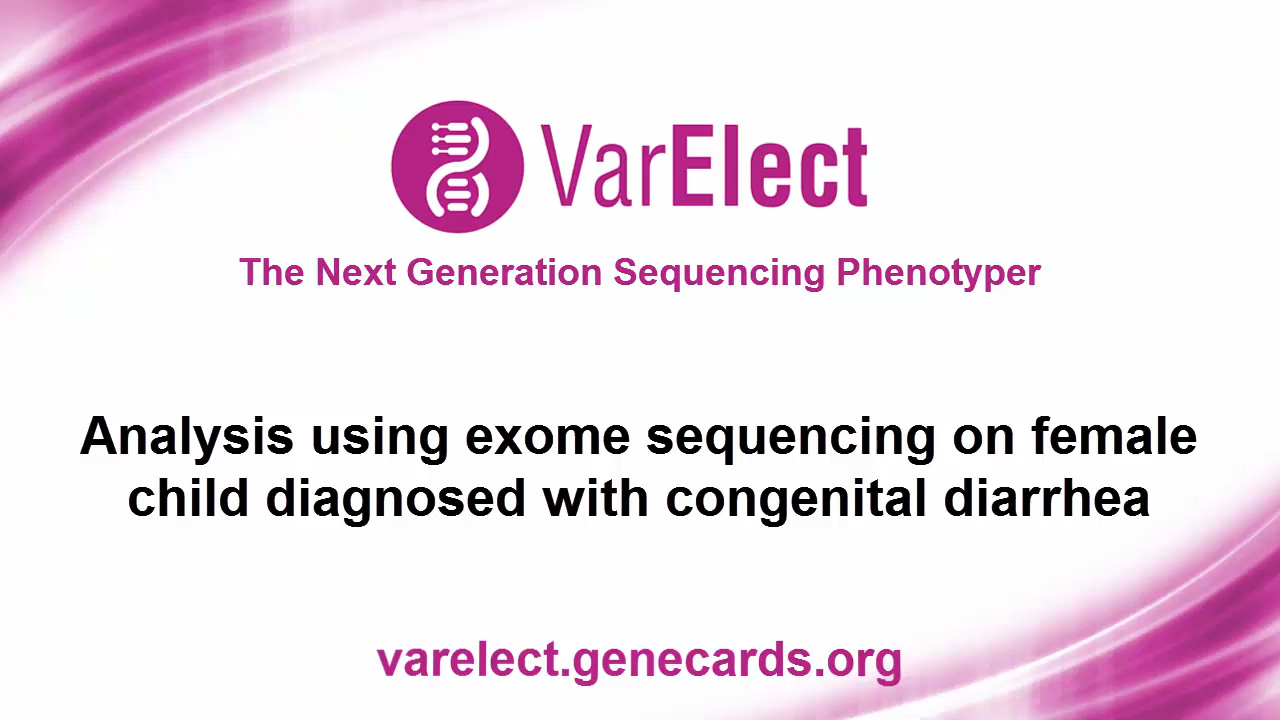 VarElect
The Next Generation Sequencing Phenotyper
Analysis using exome sequencing on female
child diagnosed with congenital diarrhea
varelect.genecards.org